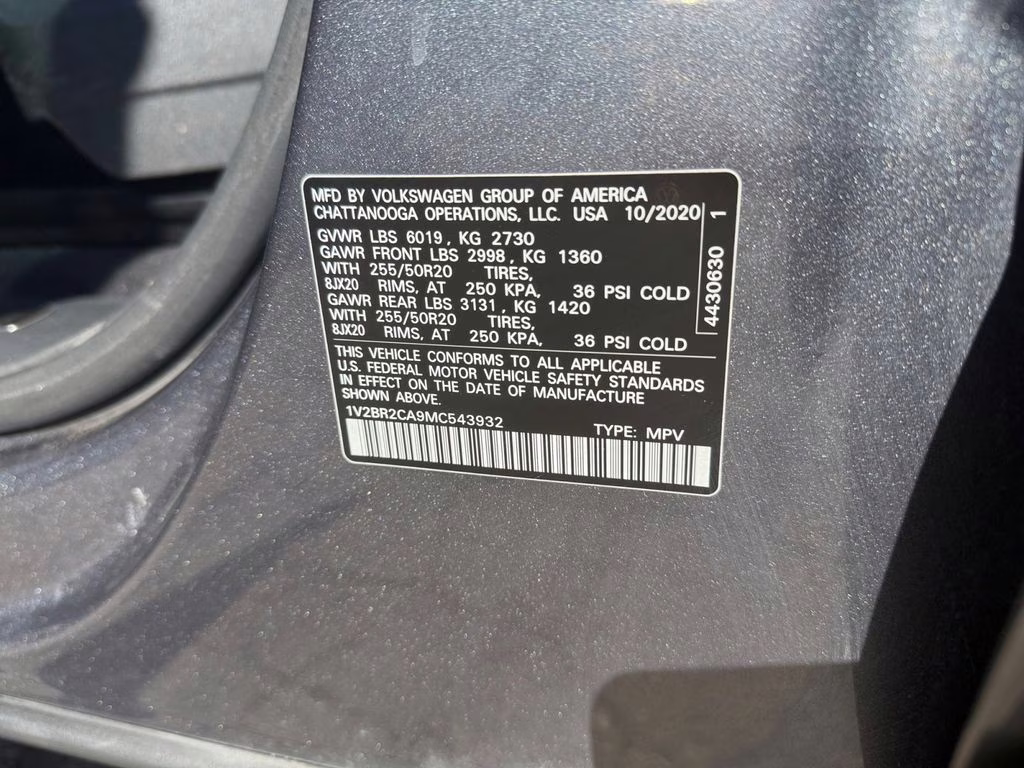 MFD BY VOLKSWAGEN GROUP OF AMERICA
CHATTANOOGA OPERATIONS, LLC. USA 10/2020
GVWR LBS 6019, KG 2730
GAWR FRONT LBS 2998, KG 1360
WITH 255/50R20 TIRES,
8JX20 RIMS, AT 250 KPA, 36 PSI COLD
GAWR REAR LBS 3131, KG 1420
WITH 255/50R20 TIRES,
8JX20 RIMS, AT 250 KPA, 36 PSI COLD
4430630 1
THIS VEHICLE CONFORMS TO ALL APPLICABLE
U.S. FEDERAL MOTOR VEHICLE SAFETY STANDARDS
IN EFFECT ON THE DATE OF MANUFACTURE
SHOWN ABOVE.
1V2BR2CA9MC543932 TYPE: MPV